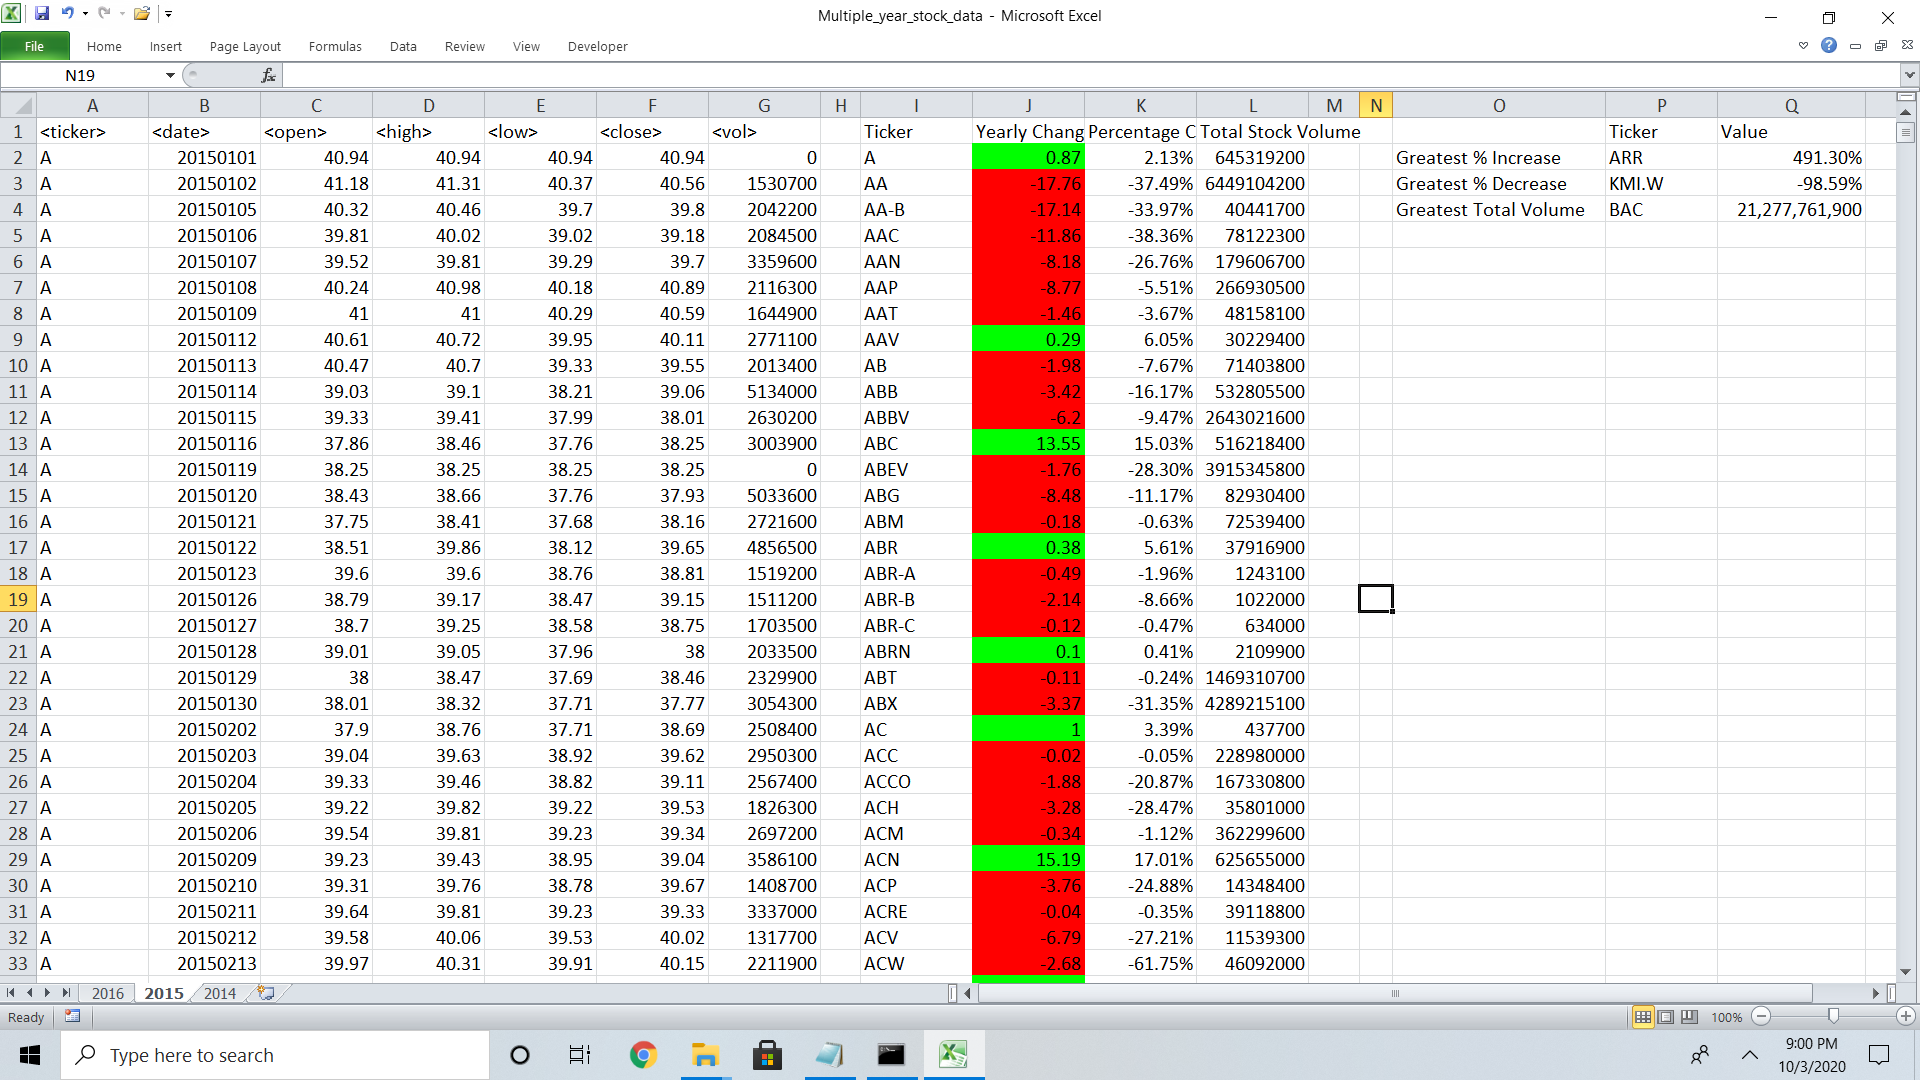 Multiple_year_stock_data - Microsoft Excel
File Home Insert Page Layout Formulas Data Review View Developer
N19 fx
A B C D E F G H I J K L M N O P Q
1 <ticker> <date> <open> <high> <low> <close> <vol> Ticker Yearly Chang Percentage C Total Stock Volume Ticker Value
2 A 20150101 40.94 40.94 40.94 40.94 0 A 0.87 2.13% 645319200 Greatest % Increase ARR 491.30%
3 A 20150102 41.18 41.31 40.37 40.56 1530700 AA -17.76 -37.49% 6449104200 Greatest % Decrease KMI.W -98.59%
4 A 20150105 40.32 40.46 39.7 39.8 2042200 AA-B -17.14 -33.97% 40441700 Greatest Total Volume BAC 21,277,761,900
5 A 20150106 39.81 40.02 39.02 39.18 2084500 AAC -11.86 -38.36% 78122300
6 A 20150107 39.52 39.81 39.29 39.7 3359600 AAN -8.18 -26.76% 179606700
7 A 20150108 40.24 40.98 40.18 40.89 2116300 AAP -8.77 -5.51% 266930500
8 A 20150109 41 41 40.29 40.59 1644900 AAT -1.46 -3.67% 48158100
9 A 20150112 40.61 40.72 39.95 40.11 2771100 AAV 0.29 6.05% 30229400
10 A 20150113 40.47 40.7 39.33 39.55 2013400 AB -1.98 -7.67% 71403800
11 A 20150114 39.03 39.1 38.21 39.06 5134000 ABB -3.42 -16.17% 532805500
12 A 20150115 39.33 39.41 37.99 38.01 2630200 ABBV -6.2 -9.47% 2643021600
13 A 20150116 37.86 38.46 37.76 38.25 3003900 ABC 13.55 15.03% 516218400
14 A 20150119 38.25 38.25 38.25 38.25 0 ABEV -1.76 -28.30% 3915345800
15 A 20150120 38.43 38.66 37.76 37.93 5033600 ABG -8.48 -11.17% 82930400
16 A 20150121 37.75 38.41 37.68 38.16 2721600 ABM -0.18 -0.63% 72539400
17 A 20150122 38.51 39.86 38.12 39.65 4856500 ABR 0.38 5.61% 37916900
18 A 20150123 39.6 39.6 38.76 38.81 1519200 ABR-A -0.49 -1.96% 1243100
19 A 20150126 38.79 39.17 38.47 39.15 1511200 ABR-B -2.14 -8.66% 1022000
20 A 20150127 38.7 39.25 38.58 38.75 1703500 ABR-C -0.12 -0.47% 634000
21 A 20150128 39.01 39.05 37.96 38 2033500 ABRN 0.1 0.41% 2109900
22 A 20150129 38 38.47 37.69 38.46 2329900 ABT -0.11 -0.24% 1469310700
23 A 20150130 38.01 38.32 37.71 37.77 3054300 ABX -3.37 -31.35% 4289215100
24 A 20150202 37.9 38.76 37.71 38.69 2508400 AC 1 3.39% 437700
25 A 20150203 39.04 39.63 38.92 39.62 2950300 ACC -0.02 -0.05% 228980000
26 A 20150204 39.33 39.46 38.82 39.11 2567400 ACCO -1.88 -20.87% 167330800
27 A 20150205 39.22 39.82 39.22 39.53 1826300 ACH -3.28 -28.47% 35801000
28 A 20150206 39.54 39.81 39.23 39.34 2697200 ACM -0.34 -1.12% 362299600
29 A 20150209 39.23 39.43 38.95 39.04 3586100 ACN 15.19 17.01% 625655000
30 A 20150210 39.31 39.76 38.78 39.67 1408700 ACP -3.76 -24.88% 14348400
31 A 20150211 39.64 39.81 39.23 39.33 3337000 ACRE -0.04 -0.35% 39118800
32 A 20150212 39.58 40.06 39.53 40.02 1317700 ACV -6.79 -27.21% 11539300
33 A 20150213 39.97 40.31 39.91 40.15 2211900 ACW -2.68 -61.75% 46092000
2016 2015 2014
Ready 100%
Type here to search
9:00 PM
10/3/2020